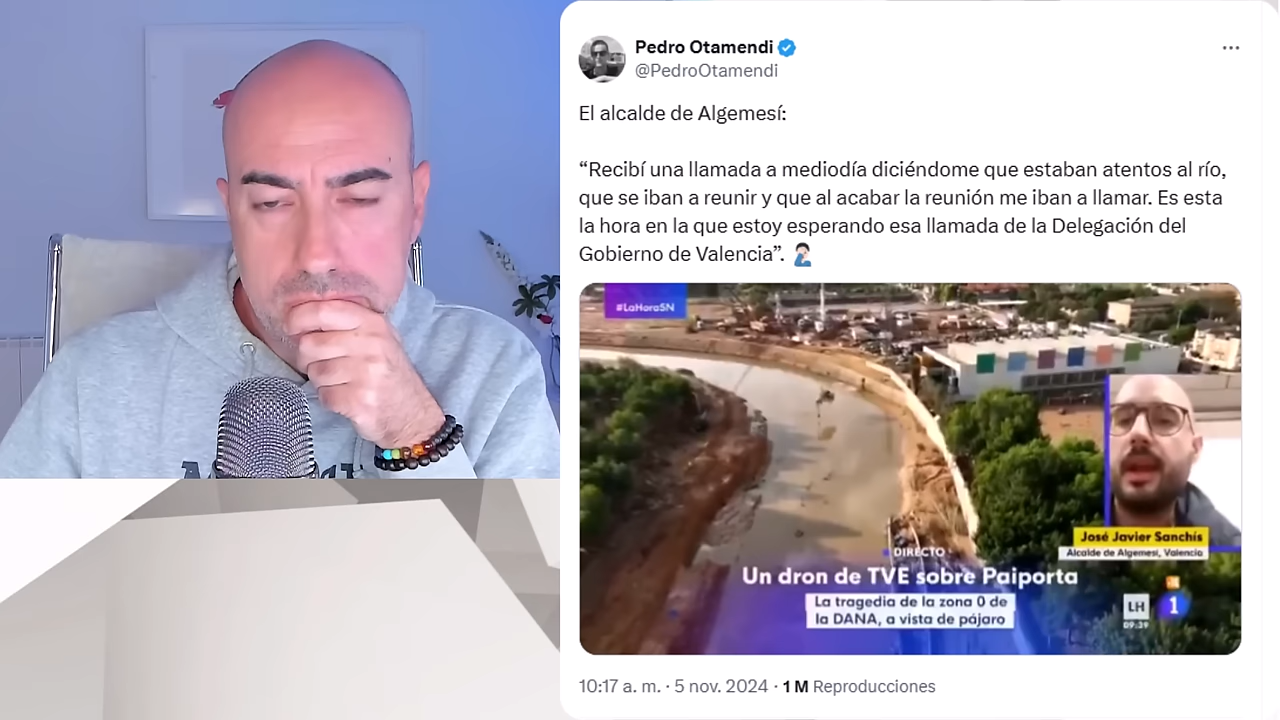 Pedro Otamendi
@PedroOtamendi
El alcalde de Algemesí:
“Recibí una llamada a mediodía diciéndome que estaban atentos al río,
que se iban a reunir y que al acabar la reunión me iban a llamar. Es esta
la hora en la que estoy esperando esa llamada de la Delegación del
Gobierno de Valencia”. 🤦🏻‍♂️
#LaHora5N
José Javier Sanchís
Alcalde de Algemesí, Valencia
DIRECTO
Un dron de TVE sobre Paiporta
La tragedia de la zona 0 de
la DANA, a vista de pájaro
LH
09:39
1
10:17 a. m. · 5 nov. 2024 · 1 M Reproducciones